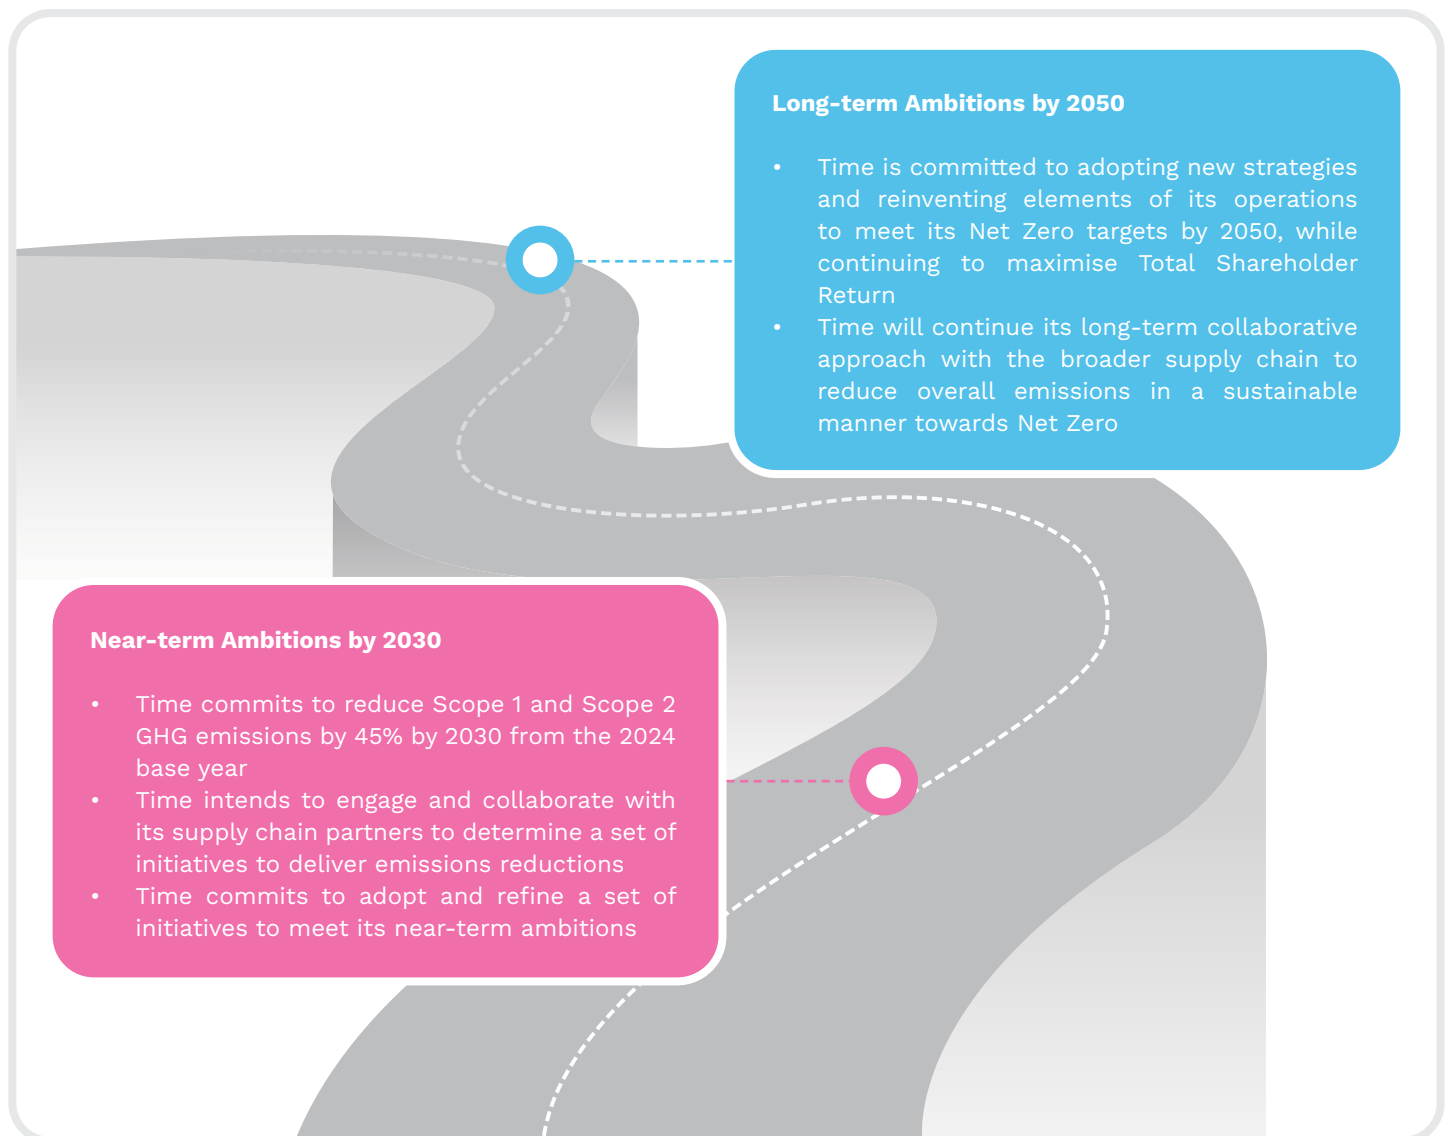 Long-term Ambitions by 2050
• Time is committed to adopting new strategies
and reinventing elements of its operations
to meet its Net Zero targets by 2050, while
continuing to maximise Total Shareholder
Return
• Time will continue its long-term collaborative
approach with the broader supply chain to
reduce overall emissions in a sustainable
manner towards Net Zero
Near-term Ambitions by 2030
• Time commits to reduce Scope 1 and Scope 2
GHG emissions by 45% by 2030 from the 2024
base year
• Time intends to engage and collaborate with
its supply chain partners to determine a set of
initiatives to deliver emissions reductions
• Time commits to adopt and refine a set of
initiatives to meet its near-term ambitions